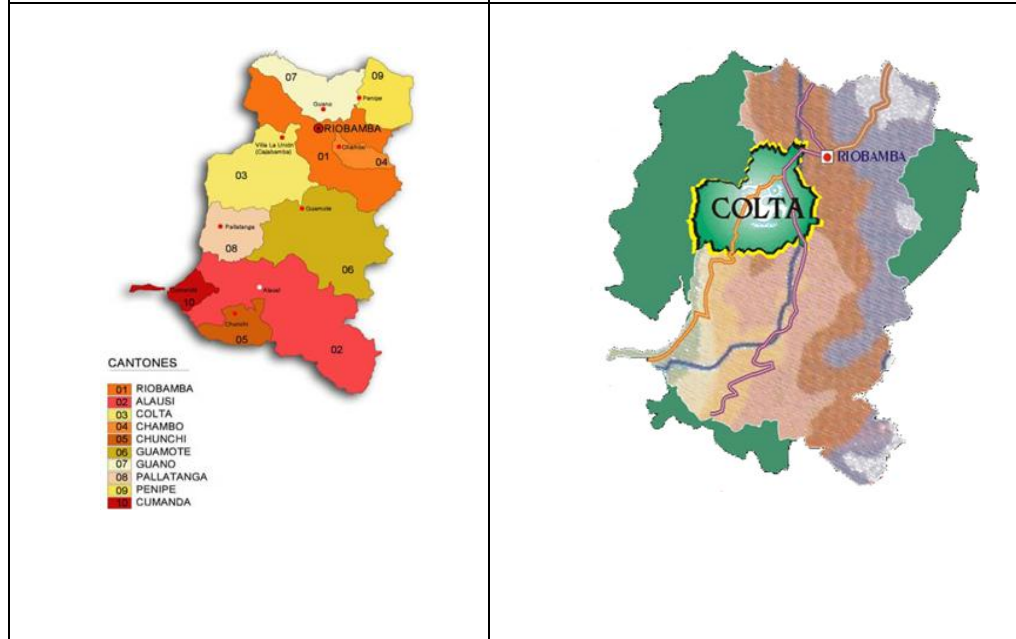 07
09
Guano
Penipe
RIOBAMBA
Villa La Unión
(Cajabamba)
01
Chambo
04
03
Guamote
Pallatanga
08
06
Cumanda
10
Alausi
Chunchi
05
02
CANTONES
01 RIOBAMBA
02 ALAUSI
03 COLTA
04 CHAMBO
05 CHUNCHI
06 GUAMOTE
07 GUANO
08 PALLATANGA
09 PENIPE
10 CUMANDA
RIOBAMBA
COLTA